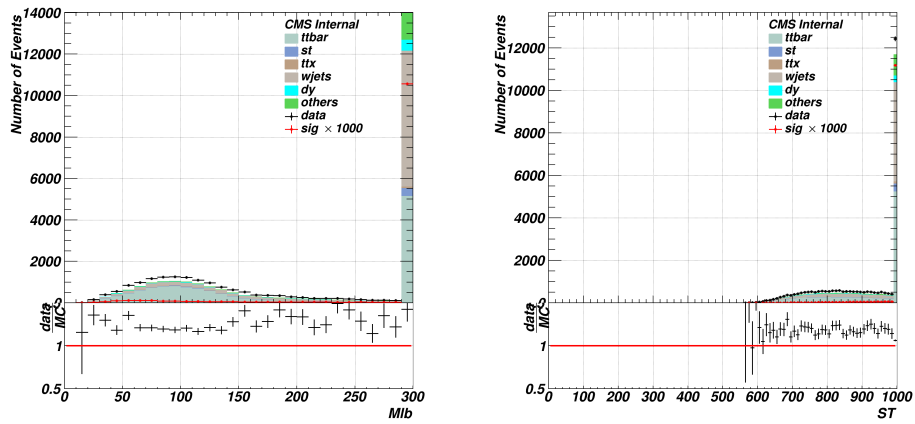 CMS Internal
ttbar
st
ttx
wjets
dy
others
data
sig × 1000
Number of Events
14000
12000
10000
8000
6000
4000
2000
0
data
MC
1
0.5
0 50 100 150 200 250 300
Mlb
CMS Internal
ttbar
st
ttx
wjets
dy
others
data
sig × 1000
Number of Events
12000
10000
8000
6000
4000
2000
0
data
MC
1
0.5
0 100 200 300 400 500 600 700 800 900 1000
ST